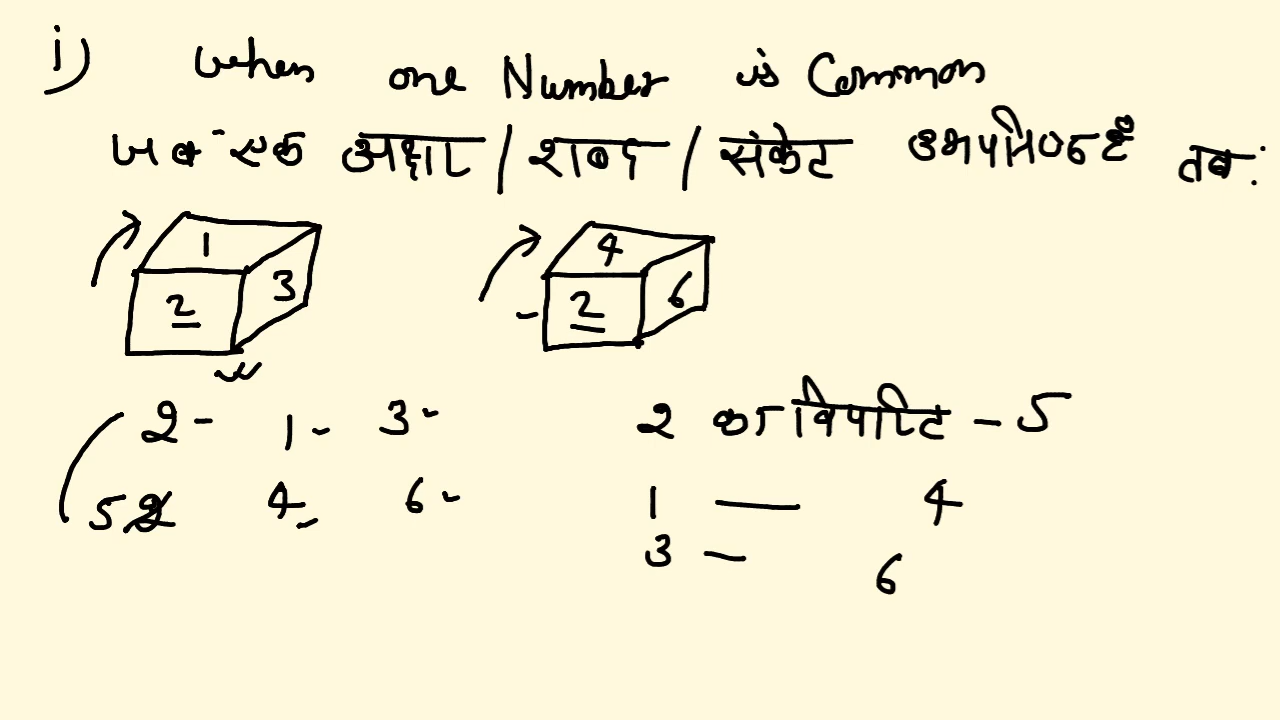 i) when one Number is Common
जब एक अक्षर / शब्द / संकेट उभयनिष्ठ हैं तब:
1 4
2 3 2 6
2 - 1 - 3 - 2 का विपरित - 5
5 2 4 - 6 - 1 — 4
3 — 6